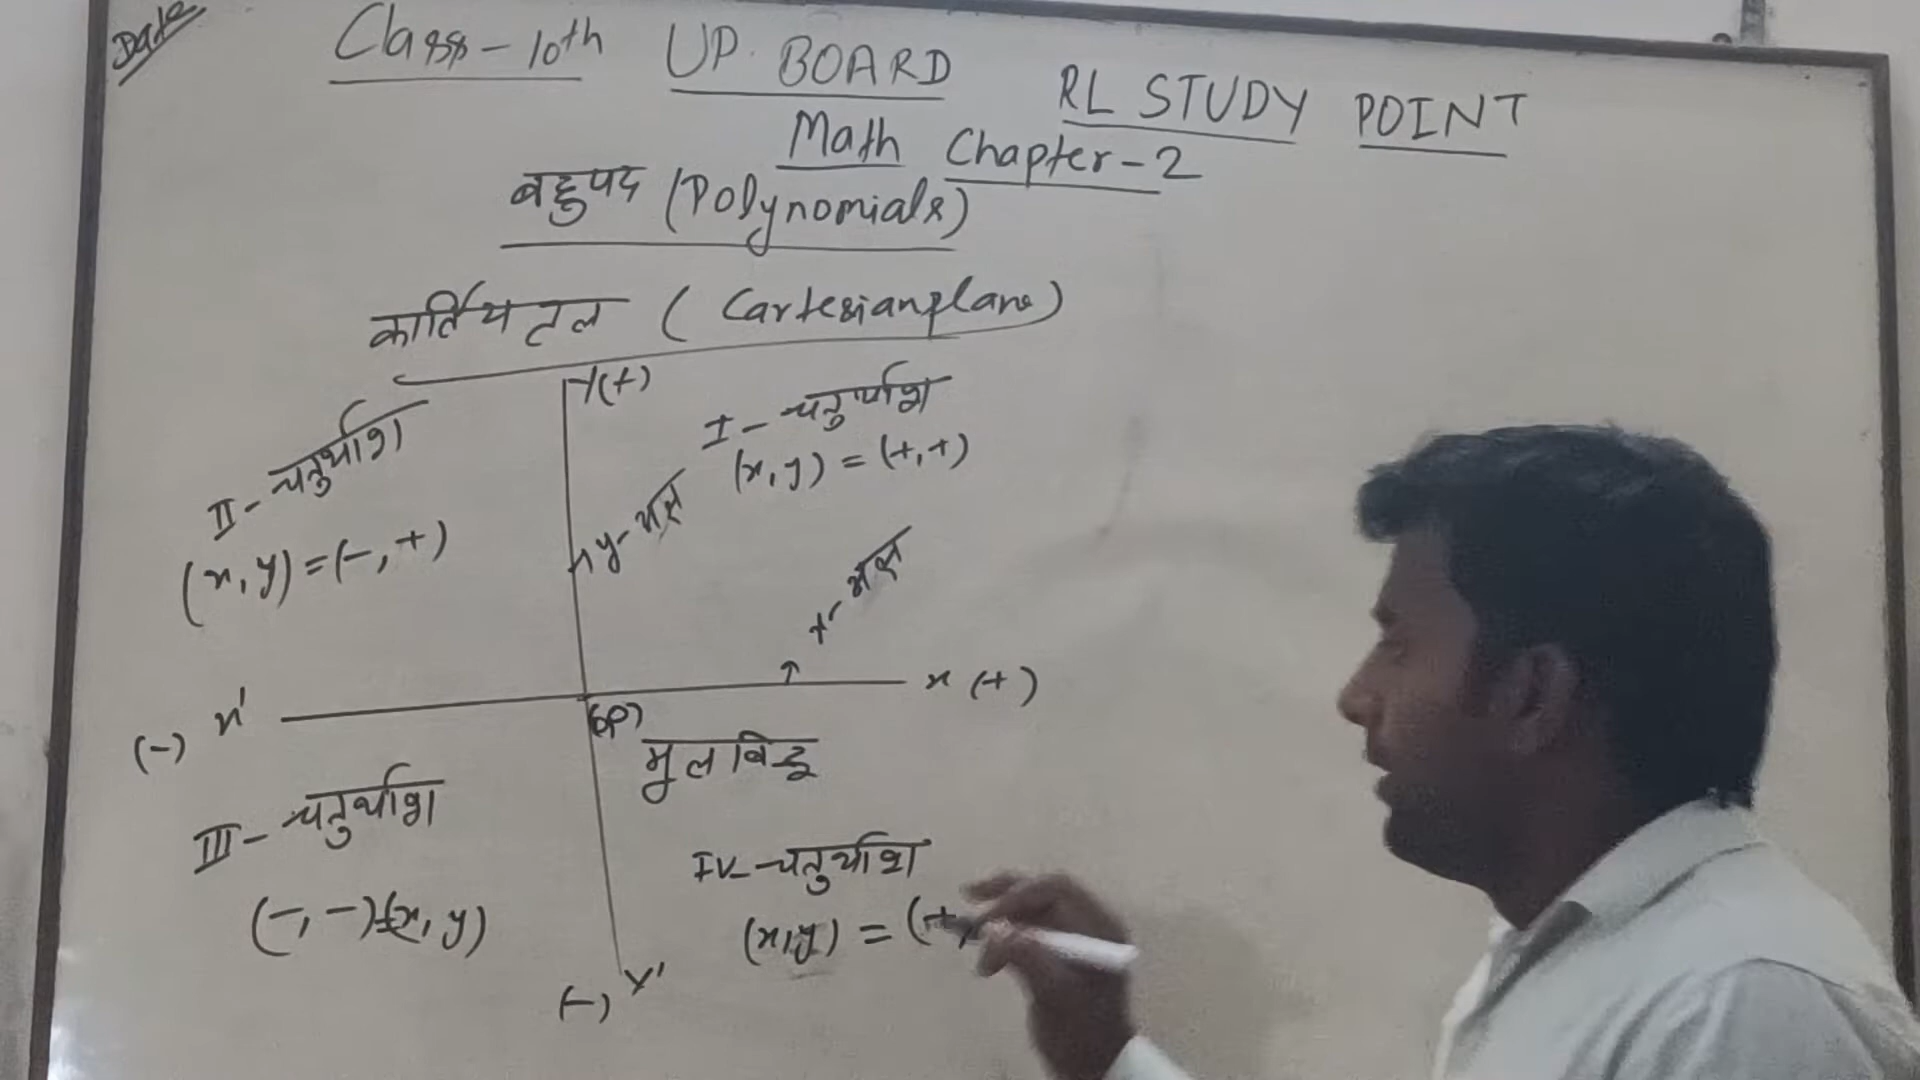 Date
Class-10th UP. BOARD RL STUDY POINT
Math Chapter-2
बहुपद (Polynomials)
कार्तिय तल (Cartesianplane)
Y(+)
I-चतुर्थांश
(x,y) = (+,+)
II-चतुर्थांश
(x,y)=(-,+)
y-अक्ष
x-अक्ष
x (+)
(-) x'
मुल बिन्दू
III-चतुर्थांश
(-,-)=(x,y)
IV-चतुर्थांश
(x,y) = (+,
(-) Y'